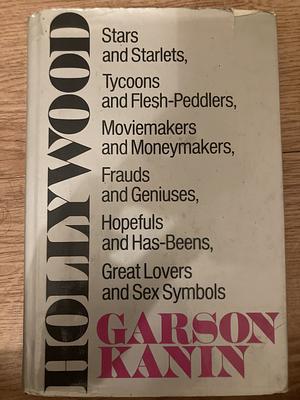 HOLLYWOOD
Stars
and Starlets,
Tycoons
and Flesh-Peddlers,
Moviemakers
and Moneymakers,
Frauds
and Geniuses,
Hopefuls
and Has-Beens,
Great Lovers
and Sex Symbols
GARSON
KANIN